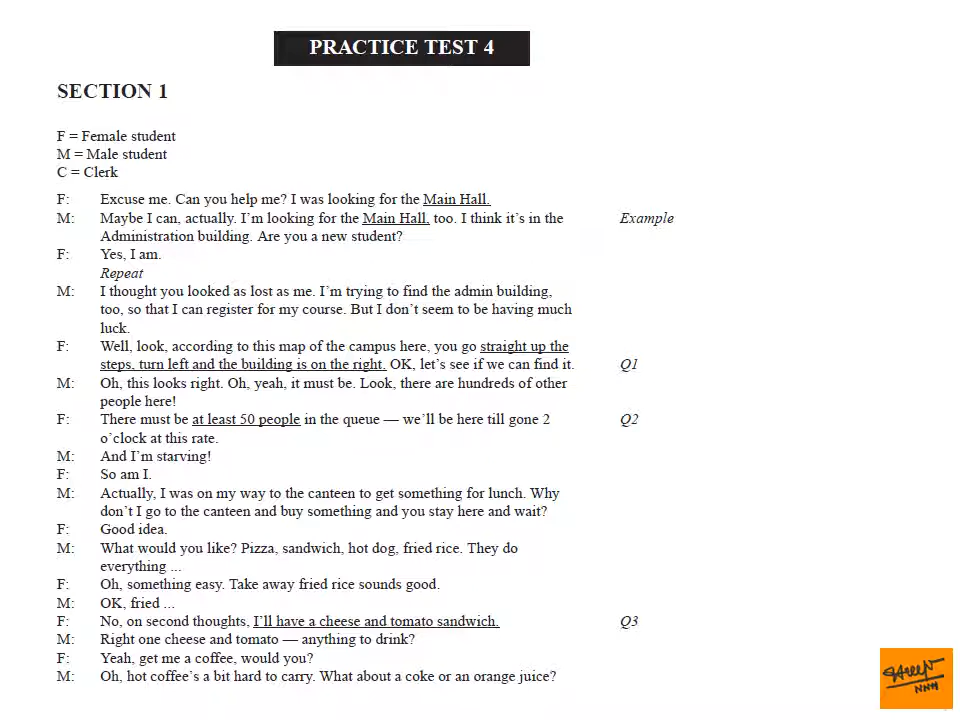 PRACTICE TEST 4
SECTION 1
F = Female student
M = Male student
C = Clerk
F: Excuse me. Can you help me? I was looking for the Main Hall.
M: Maybe I can, actually. I'm looking for the Main Hall, too. I think it's in the Example
Administration building. Are you a new student?
F: Yes, I am.
Repeat
M: I thought you looked as lost as me. I'm trying to find the admin building,
too, so that I can register for my course. But I don't seem to be having much
luck.
F: Well, look, according to this map of the campus here, you go straight up the
steps, turn left and the building is on the right. OK, let's see if we can find it. Q1
M: Oh, this looks right. Oh, yeah, it must be. Look, there are hundreds of other
people here!
F: There must be at least 50 people in the queue — we'll be here till gone 2 Q2
o'clock at this rate.
M: And I'm starving!
F: So am I.
M: Actually, I was on my way to the canteen to get something for lunch. Why
don't I go to the canteen and buy something and you stay here and wait?
F: Good idea.
M: What would you like? Pizza, sandwich, hot dog, fried rice. They do
everything ...
F: Oh, something easy. Take away fried rice sounds good.
M: OK, fried ...
F: No, on second thoughts, I'll have a cheese and tomato sandwich. Q3
M: Right one cheese and tomato — anything to drink?
F: Yeah, get me a coffee, would you?
M: Oh, hot coffee's a bit hard to carry. What about a coke or an orange juice?